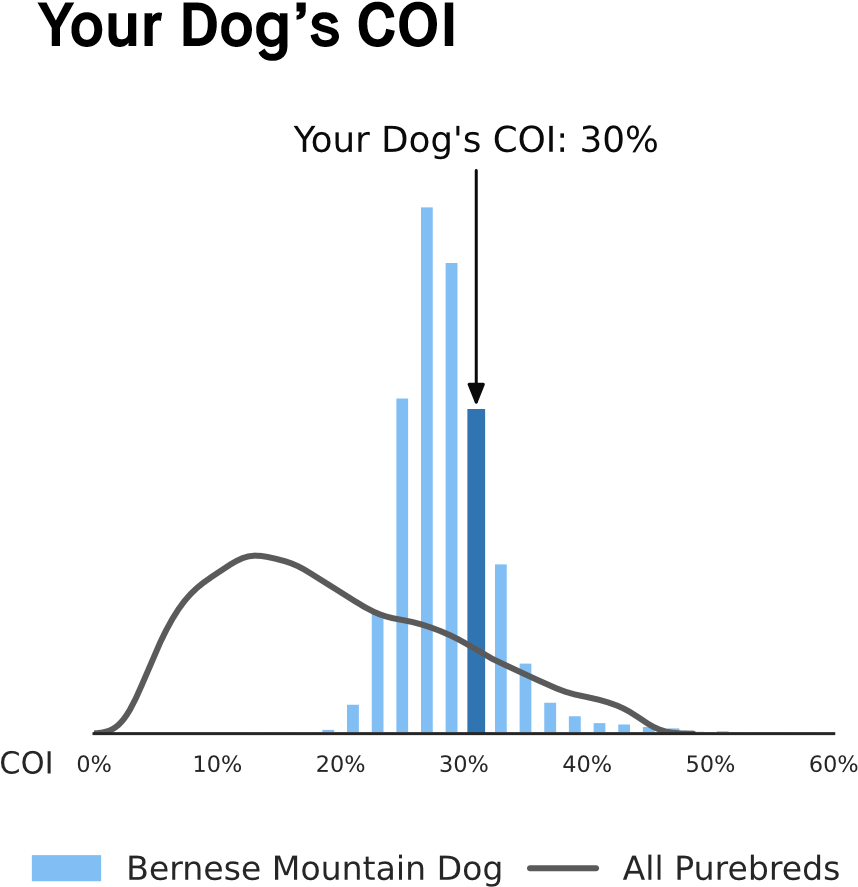 Your Dog’s COI
Your Dog's COI: 30%
COI 0% 10% 20% 30% 40% 50% 60%
Bernese Mountain Dog All Purebreds